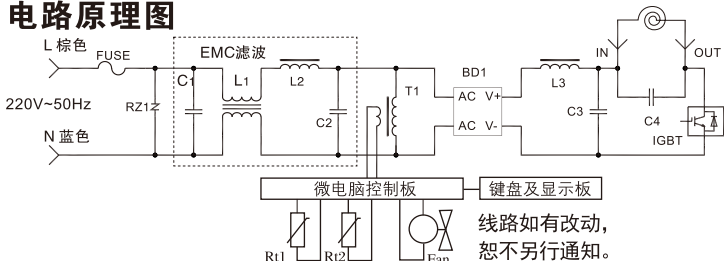 电路原理图
L 棕色
FUSE
EMC滤波
C1
L1
L2
T1
BD1
L3
IN
OUT
220V~50Hz
RZ1
C2
AC V+
AC V-
C3
C4
IGBT
N 蓝色
微电脑控制板
键盘及显示板
Rt1
Rt2
Fan
线路如有改动，
恕不另行通知。